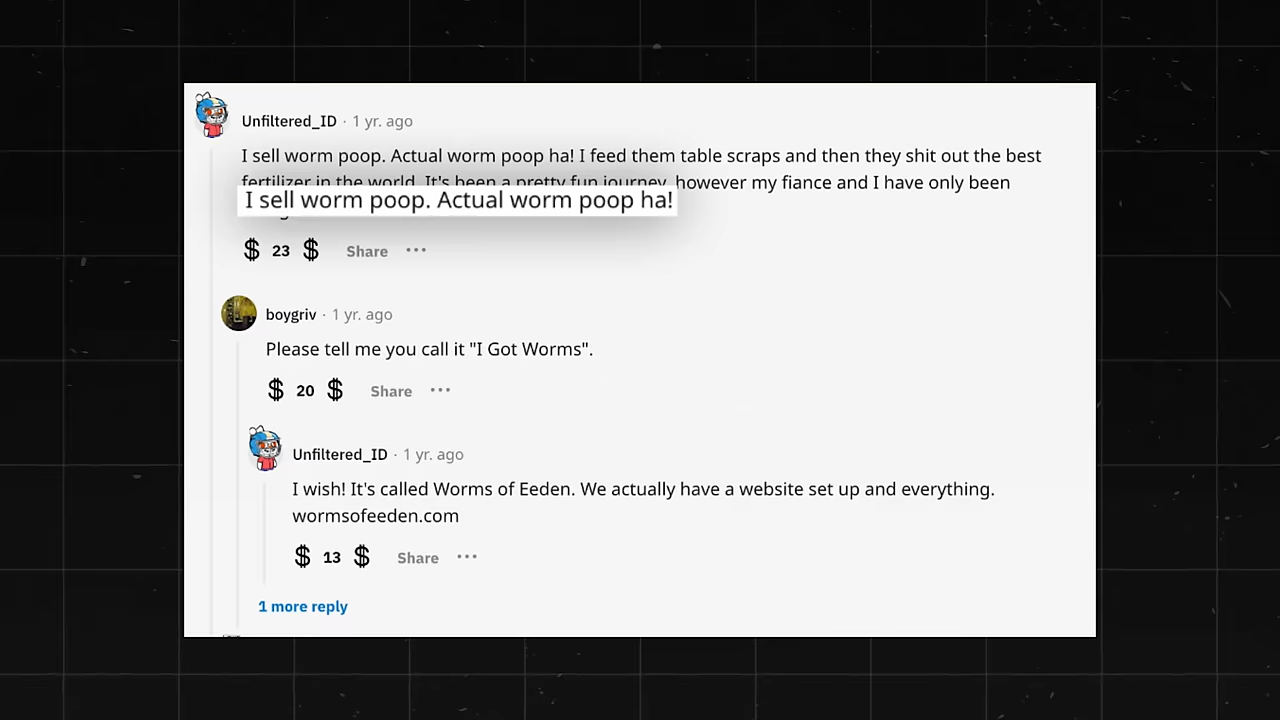 Unfiltered_ID · 1 yr. ago
I sell worm poop. Actual worm poop ha! I feed them table scraps and then they shit out the best
fertilizer in the world. It's been a pretty fun journey, however my fiance and I have only been
I sell worm poop. Actual worm poop ha!
$ 23 $ Share ···
boygriv · 1 yr. ago
Please tell me you call it "I Got Worms".
$ 20 $ Share ···
Unfiltered_ID · 1 yr. ago
I wish! It's called Worms of Eeden. We actually have a website set up and everything.
wormsofeeden.com
$ 13 $ Share ···
1 more reply